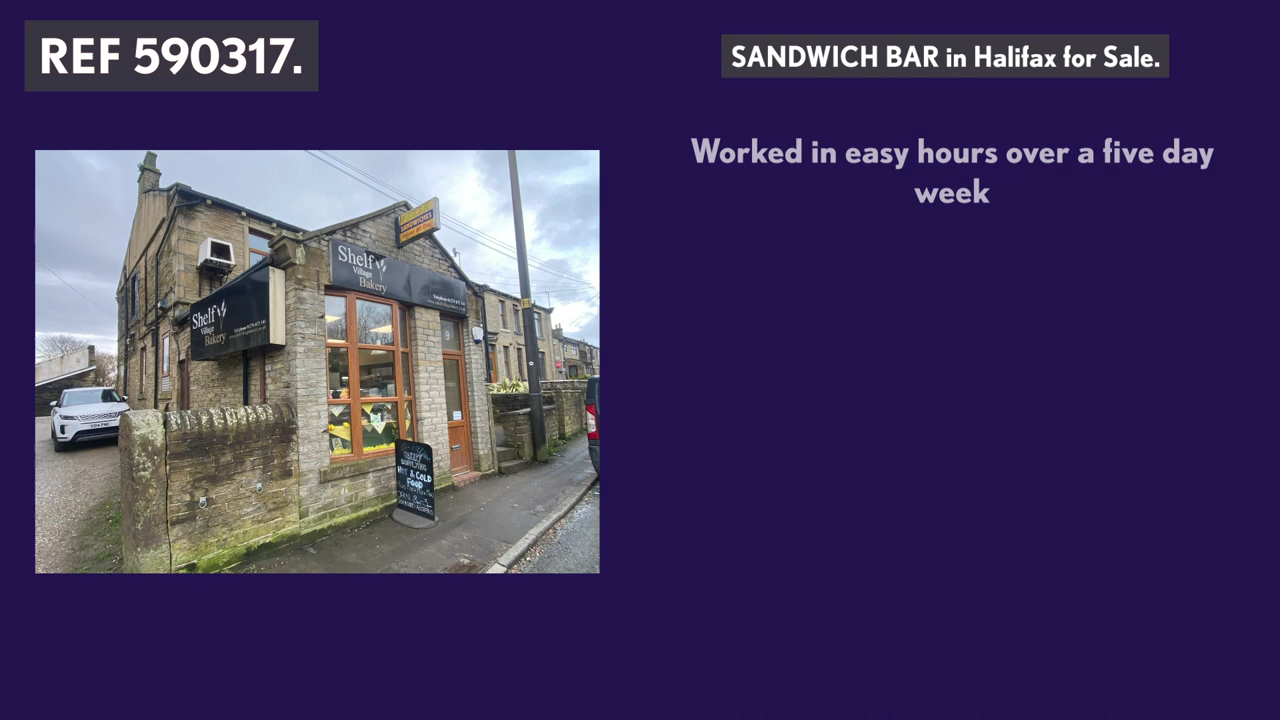 REF 590317.
SANDWICH BAR in Halifax for Sale.
Worked in easy hours over a five day
week
SANDWICHES
Shelf
Village
Bakery
Shelf
Village
Bakery
9
HOT & COLD
FOOD